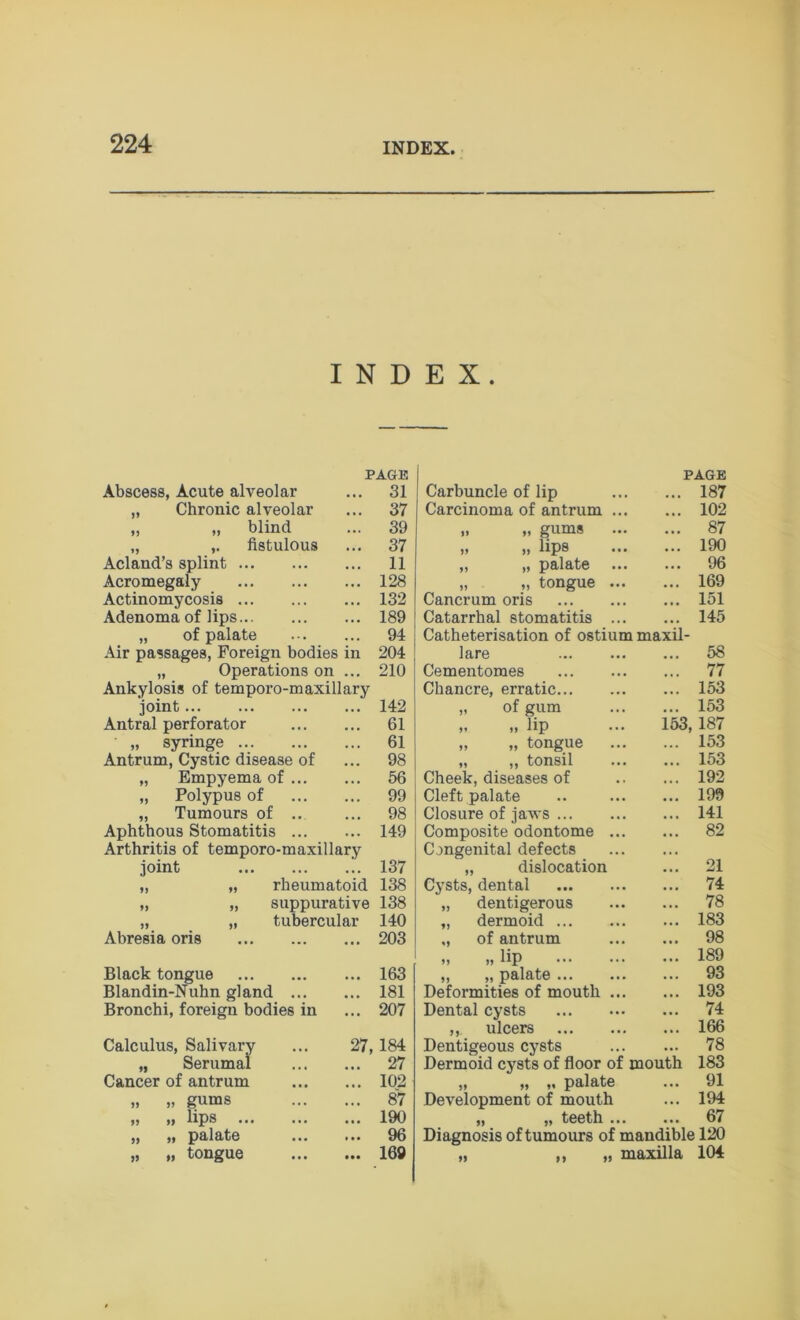 224 INDEX.
INDEX.
PAGE
Abscess, Acute alveolar ... 31
„ Chronic alveolar ... 37
„ „ blind ... 39
„ ,. fistulous ... 37
Acland's splint ... ... ... 11
Acromegaly ... ... ... 128
Actinomycosis ... ... ... 132
Adenoma of lips... ... ... 189
„ of palate ... ... 94
Air passages, Foreign bodies in 204
„ Operations on ... 210
Ankylosis of temporo-maxillary
joint ... ... ... ... 142
Antral perforator ... ... 61
„ syringe ... ... ... 61
Antrum, Cystic disease of ... 98
„ Empyema of ... ... 56
„ Polypus of ... ... 99
„ Tumours of .. ... 98
Aphthous Stomatitis ... ... 149
Arthritis of temporo-maxillary
joint ... ... ... 137
„ „ rheumatoid 138
„ „ suppurative 138
„ „ tubercular 140
Abresia oris ... ... ... 203
Black tongue ... ... ... 163
Blandin-Nuhn gland ... ... 181
Bronchi, foreign bodies in ... 207
Calculus, Salivary ... 27, 184
„ Serumal ... ... 27
Cancer of antrum ... ... 102
„ „ gums ... ... 87
„ „ lips ... ... ... 190
„ „ palate ... ... 96
„ „ tongue ... ... 169
PAGE
Carbuncle of lip ... ... 187
Carcinoma of antrum ... ... 102
„ „ gums ... ... 87
„ „ lips ... ... 190
„ „ palate ... ... 96
„ „ tongue ... ... 169
Cancrum oris ... ... ... 151
Catarrhal stomatitis ... ... 145
Catheterisation of ostium maxil-
lare ... ... ... 58
Cementomes ... ... ... 77
Chancre, erratic... ... ... 153
„ of gum ... ... 153
„ „ lip ... 153, 187
„ „ tongue ... ... 153
„ „ tonsil ... ... 153
Cheek, diseases of .. ... 192
Cleft palate .. ... ... 199
Closure of jaws ... ... ... 141
Composite odontome ... ... 82
Congenital defects ... ...
„ dislocation ... 21
Cysts, dental ... ... ... 74
„ dentigerous ... ... 78
„ dermoid ... ... ... 183
„ of antrum ... ... 98
„ „ lip ... ... ... 189
„ „ palate ... ... ... 93
Deformities of mouth ... ... 193
Dental cysts ... ... ... 74
„ ulcers ... ... ... 166
Dentigeous cysts ... ... 78
Dermoid cysts of floor of mouth 183
„ „ „ palate ... 91
Development of mouth ... 194
„ „ teeth ... ... 67
Diagnosis of tumours of mandible 120
„ „ „ maxilla 104